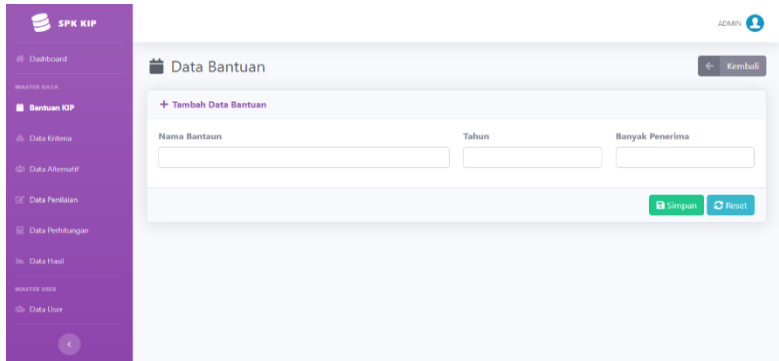 SPK KIP
ADMIN
Dashboard
MASTER DATA
Bantuan KIP
Data Kriteria
Data Alternatif
Data Penilaian
Data Perhitungan
Data Hasil
MASTER USER
Data User
Data Bantuan
Kembali
+ Tambah Data Bantuan
Nama Bantaun Tahun Banyak Penerima
Simpan Reset